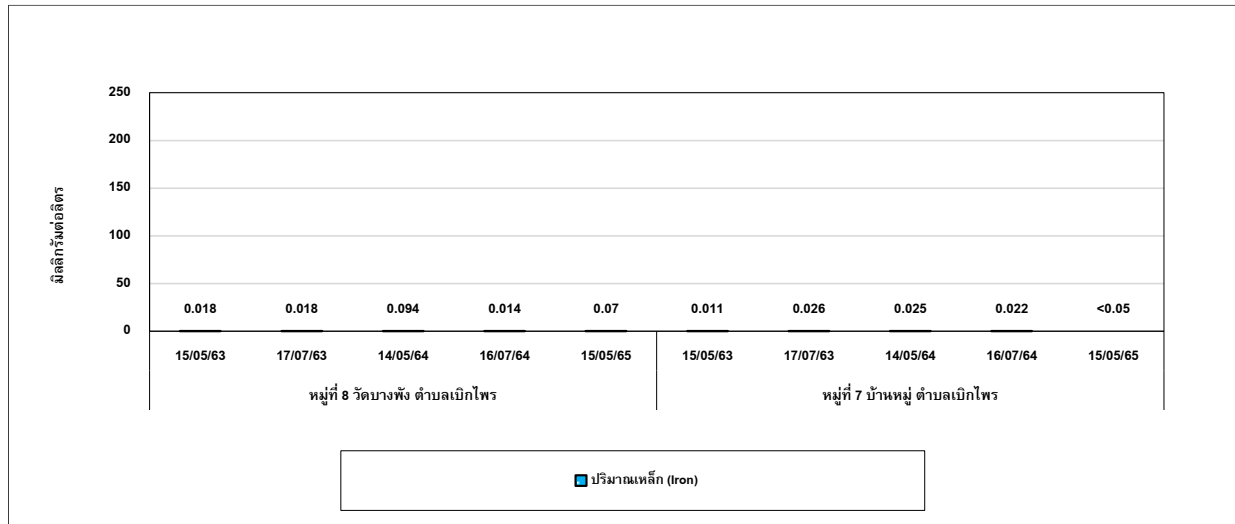 250
200
150
100
50
0
มิลลิกรัมต่อลิตร
0.018 0.018 0.094 0.014 0.07 0.011 0.026 0.025 0.022 <0.05
15/05/63 17/07/63 14/05/64 16/07/64 15/05/65 15/05/63 17/07/63 14/05/64 16/07/64 15/05/65
หมู่ที่ 8 วัดบางพัง ตำบลเบิกไพร หมู่ที่ 7 บ้านหมู่ ตำบลเบิกไพร
ปริมาณเหล็ก (Iron)